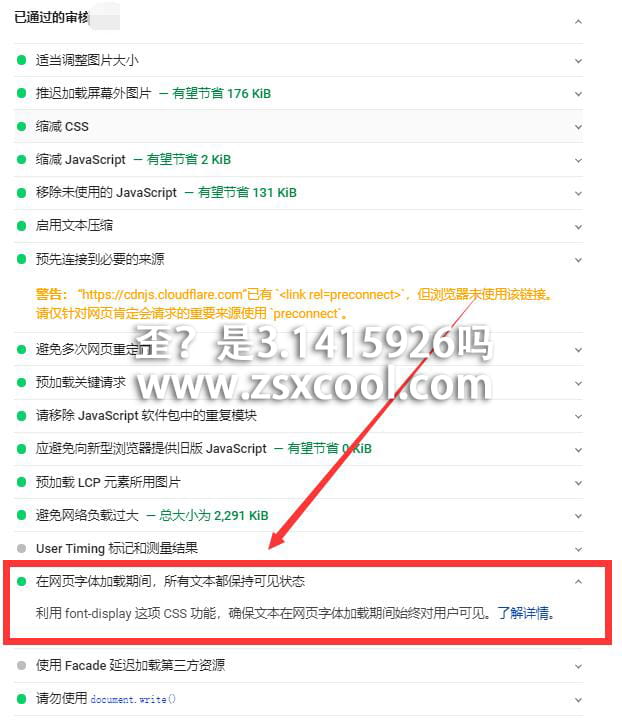 已通过的审核
适当调整图片大小
推迟加载屏幕外图片 — 有望节省 176 KiB
缩减 CSS
缩减 JavaScript — 有望节省 2 KiB
移除未使用的 JavaScript — 有望节省 131 KiB
启用文本压缩
预先连接到必要的来源
警告： “https://cdnjs.cloudflare.com”已有 `<link rel=preconnect>`，但浏览器未使用该链接。
请仅针对网页肯定会请求的重要来源使用 `preconnect`。
避免多次网页重定向
歪？是3.1415926吗
预加载关键请求
www.zsxcool.com
请移除 JavaScript 软件包中的重复模块
应避免向新型浏览器提供旧版 JavaScript — 有望节省 0 KiB
预加载 LCP 元素所用图片
避免网络负载过大 — 总大小为 2,291 KiB
User Timing 标记和测量结果
在网页字体加载期间，所有文本都保持可见状态
利用 font-display 这项 CSS 功能，确保文本在网页字体加载期间始终对用户可见。了解详情。
使用 Facade 延迟加载第三方资源
请勿使用 document.write()